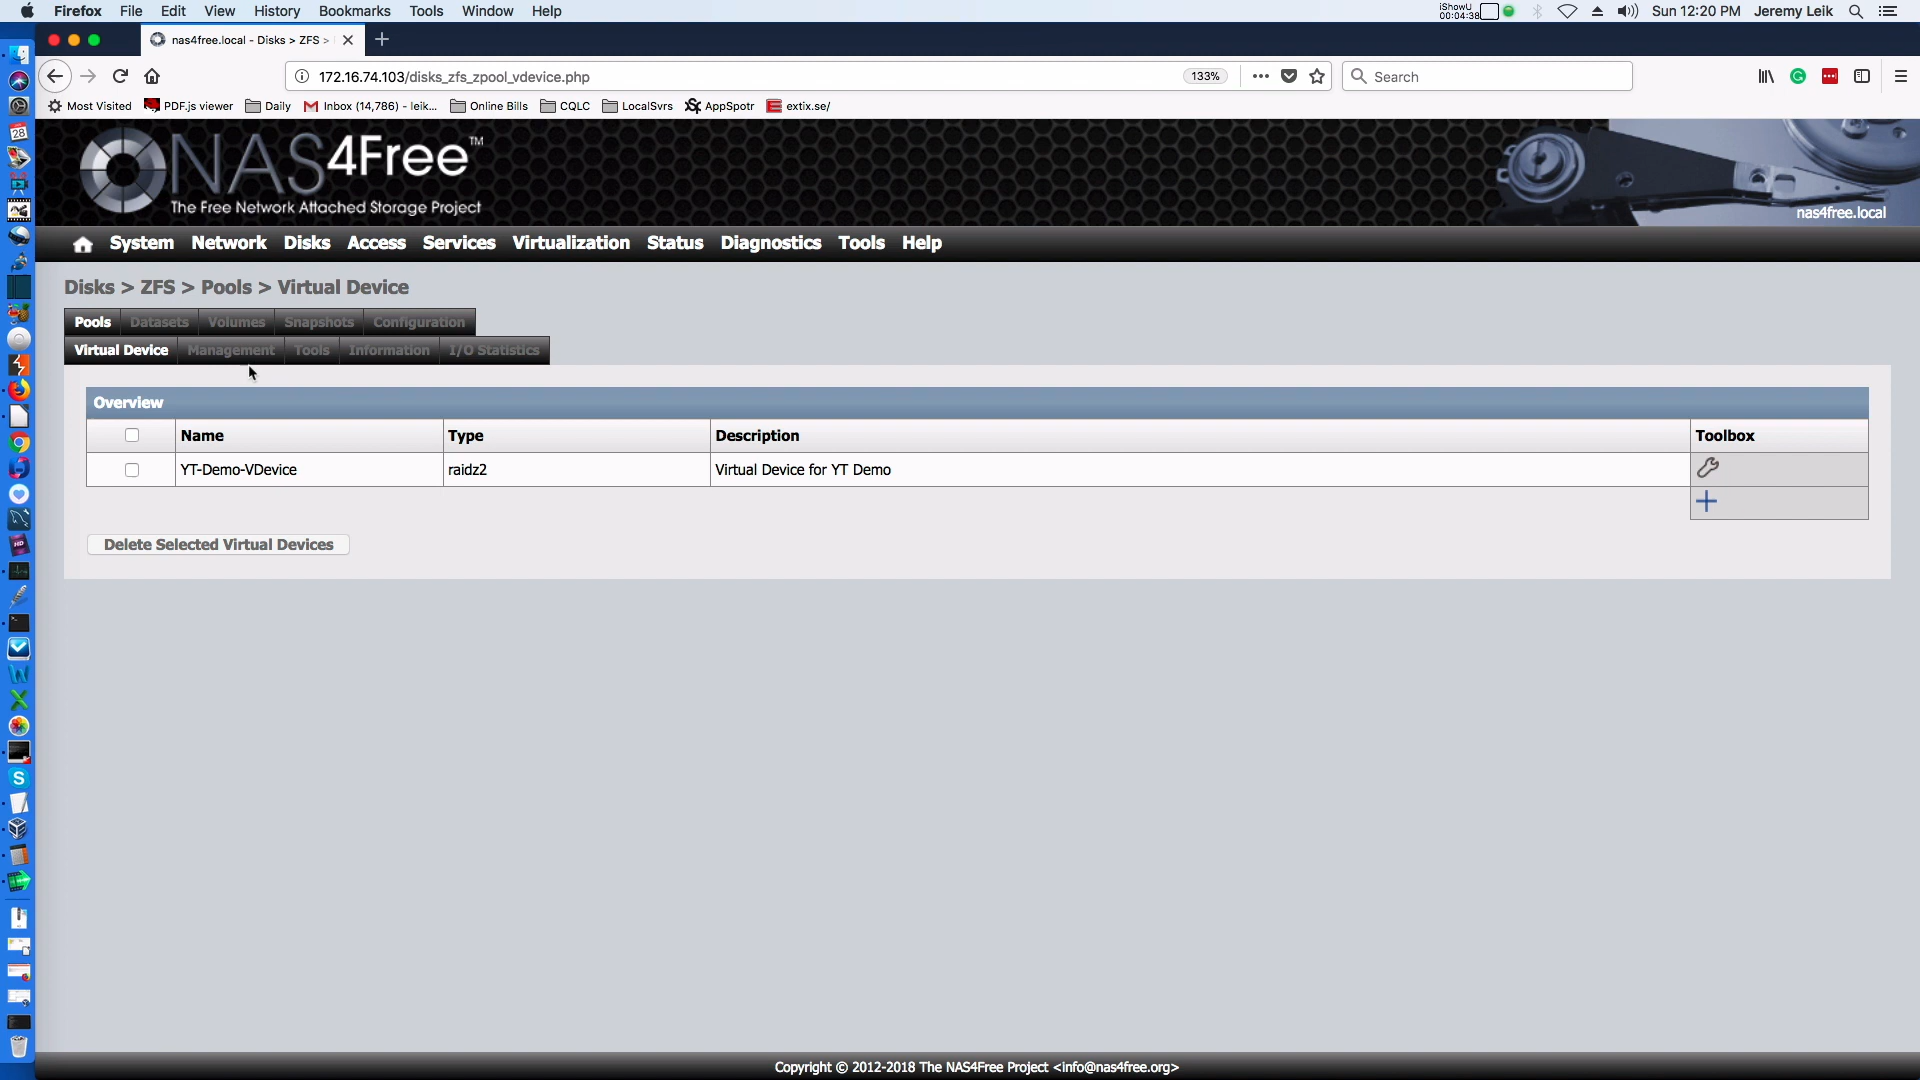 Firefox File Edit View History Bookmarks Tools Window Help
iShowU
00:04:38
Sun 12:20 PM Jeremy Leik
nas4free.local - Disks > ZFS >
172.16.74.103/disks_zfs_zpool_vdevice.php
133%
Search
Most Visited PDF.js viewer Daily Inbox (14,786) - leik... Online Bills CQLC LocalSvrs AppSpotr extix.se/
NAS4Free™
The Free Network Attached Storage Project
nas4free.local
System Network Disks Access Services Virtualization Status Diagnostics Tools Help
Disks > ZFS > Pools > Virtual Device
Pools Datasets Volumes Snapshots Configuration
Virtual Device Management Tools Information I/O Statistics
Overview
Name Type Description Toolbox
YT-Demo-VDevice raidz2 Virtual Device for YT Demo
Delete Selected Virtual Devices
Copyright © 2012-2018 The NAS4Free Project <info@nas4free.org>